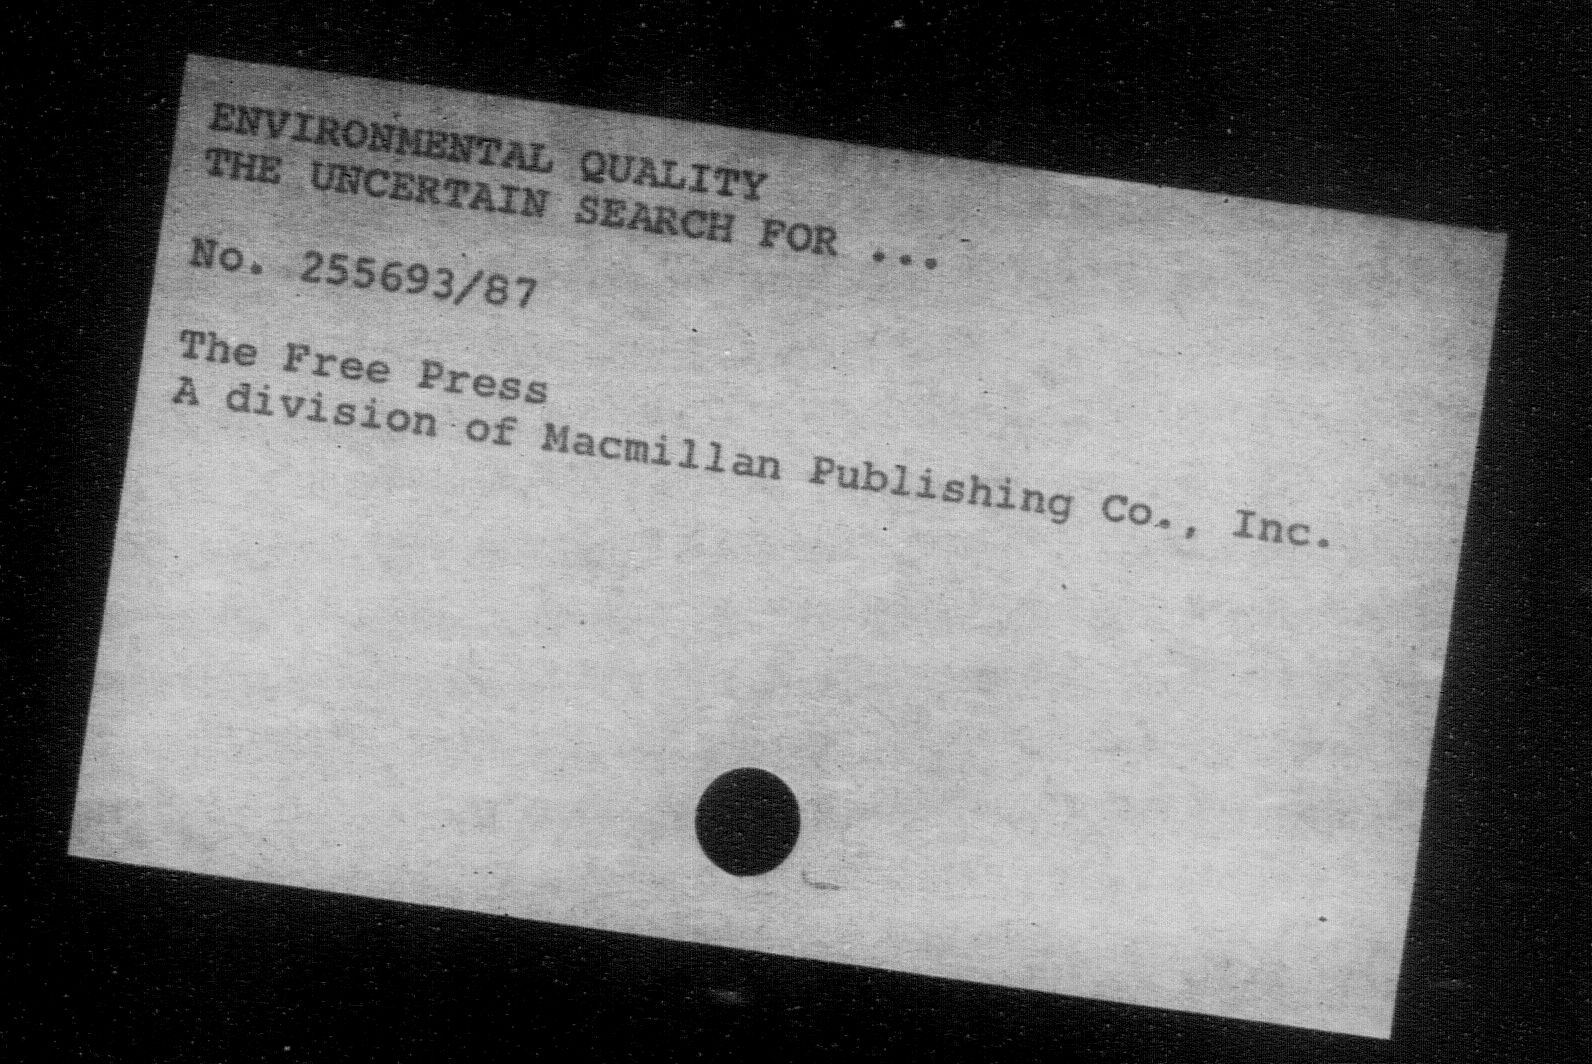 ENVIRONMENTAL QUALITY
THE UNCERTAIN SEARCH FOR ...
No. 255693/87
The Free Press
A division of Macmillan Publishing Co., Inc.